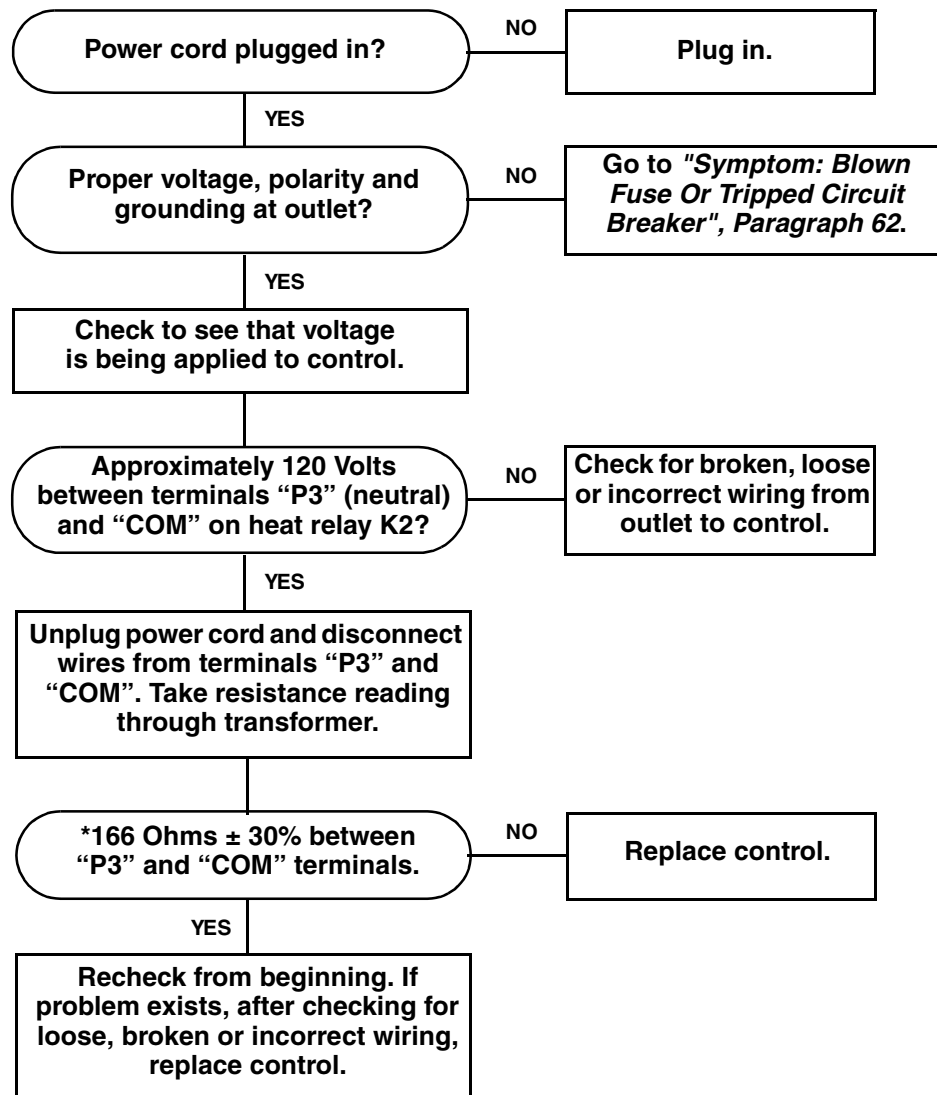 Power cord plugged in?
NO
Plug in.
YES
Proper voltage, polarity and
grounding at outlet?
NO
Go to "Symptom: Blown
Fuse Or Tripped Circuit
Breaker", Paragraph 62.
YES
Check to see that voltage
is being applied to control.
Approximately 120 Volts
between terminals “P3” (neutral)
and “COM” on heat relay K2?
NO
Check for broken, loose
or incorrect wiring from
outlet to control.
YES
Unplug power cord and disconnect
wires from terminals “P3” and
“COM”. Take resistance reading
through transformer.
*166 Ohms ± 30% between
“P3” and “COM” terminals.
NO
Replace control.
YES
Recheck from beginning. If
problem exists, after checking for
loose, broken or incorrect wiring,
replace control.